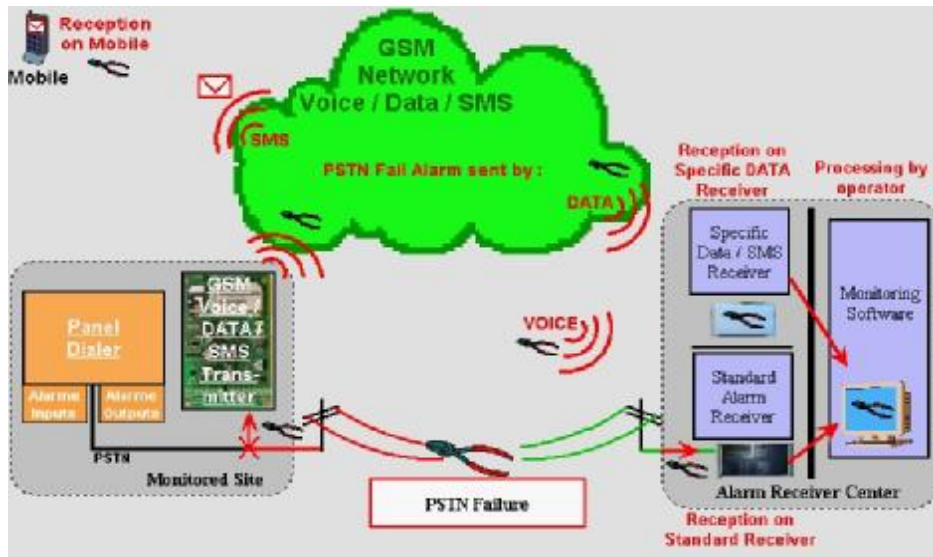 Reception
on Mobile
Mobile
GSM
Network
Voice / Data / SMS
SMS
PSTN Fail Alarm sent by :
DATA
Reception on
Specific DATA
Receiver
Processing by
operator
Specific
Data / SMS
Receiver
Monitoring
Software
Standard
Alarm
Receiver
GSM
Voice /
DATA /
SMS
Trans-
mitter
Panel
Dialer
Alarme
Inputs
Alarme
Outputs
VOICE
PSTN
Monitored Site
PSTN Failure
Alarm Receiver Center
Reception on
Standard Receiver